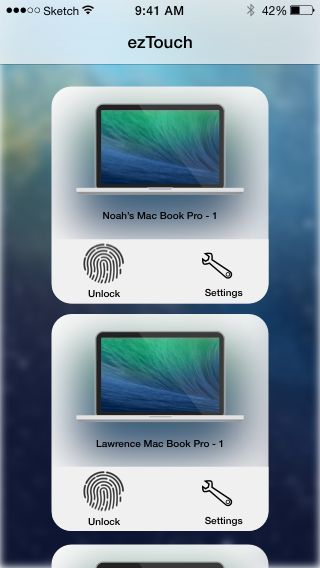 Sketch 9:41 AM 42%
ezTouch
Noah's Mac Book Pro - 1
Unlock Settings
Lawrence Mac Book Pro - 1
Unlock Settings